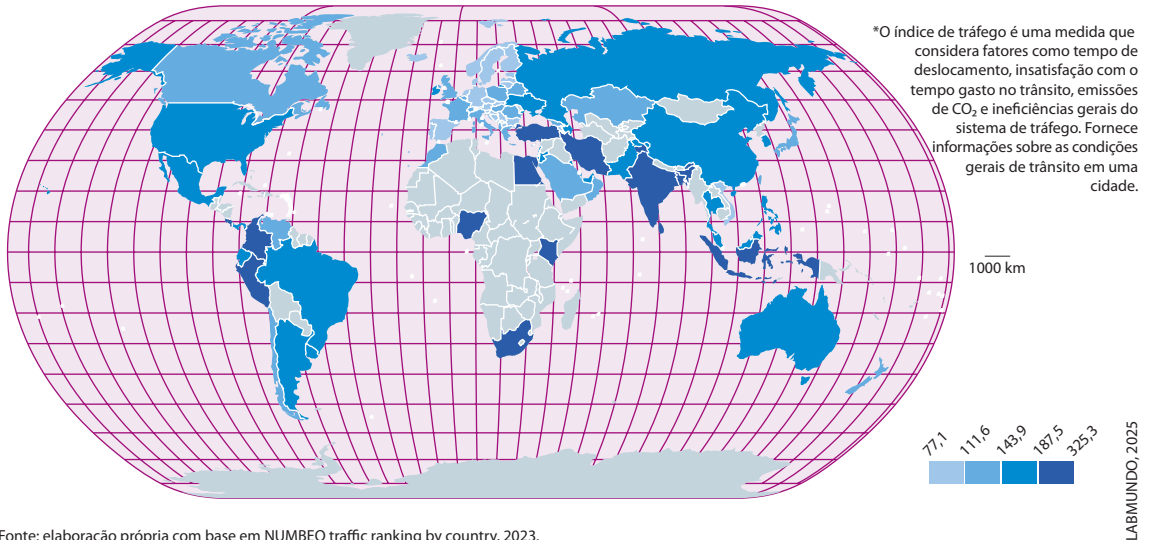 *O índice de tráfego é uma medida que
considera fatores como tempo de
deslocamento, insatisfação com o
tempo gasto no trânsito, emissões
de CO₂ e ineficiências gerais do
sistema de tráfego. Fornece
informações sobre as condições
gerais de trânsito em uma
cidade.
1000 km
77,1
111,6
143,9
187,5
325,3
LABMUNDO, 2025
Fonte: elaboração própria com base em NUMBEO traffic ranking by country, 2023.